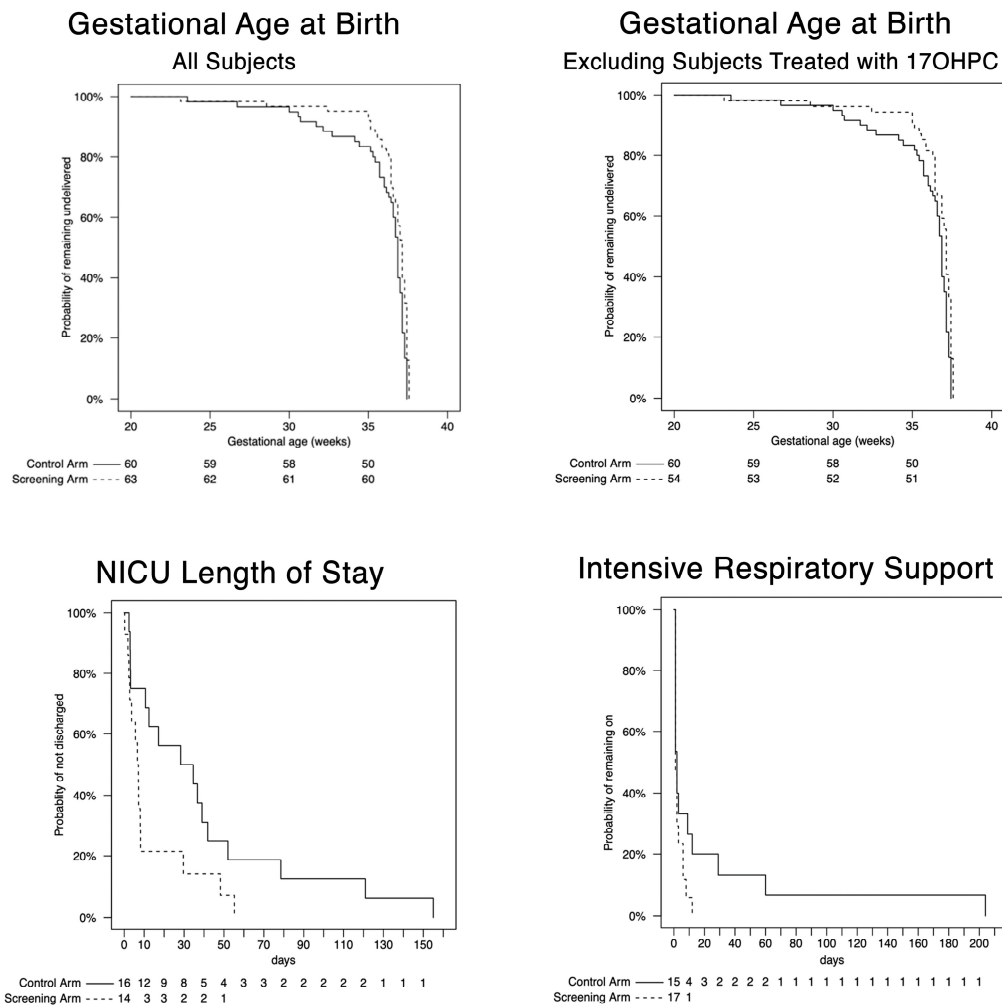 Gestational Age at Birth
All Subjects
Probability of remaining undelivered
100%
80%
60%
40%
20%
0%
20 25 30 35 40
Gestational age (weeks)
Control Arm 60 59 58 50
Screening Arm 63 62 61 60
Gestational Age at Birth
Excluding Subjects Treated with 17OHPC
Probability of remaining undelivered
100%
80%
60%
40%
20%
0%
20 25 30 35 40
Gestational age (weeks)
Control Arm 60 59 58 50
Screening Arm 54 53 52 51
NICU Length of Stay
Probablity of not discharged
100%
80%
60%
40%
20%
0%
0 10 30 50 70 90 110 130 150
days
Control Arm 16 12 9 8 5 4 3 3 2 2 2 2 2 1 1 1
Screening Arm 14 3 3 2 2 1
Intensive Respiratory Support
Probability of remaining on
100%
80%
60%
40%
20%
0%
0 20 40 60 80 100 120 140 160 180 200
days
Control Arm 15 4 3 2 2 2 2 1 1 1 1 1 1 1 1 1 1 1 1 1 1
Screening Arm 17 1